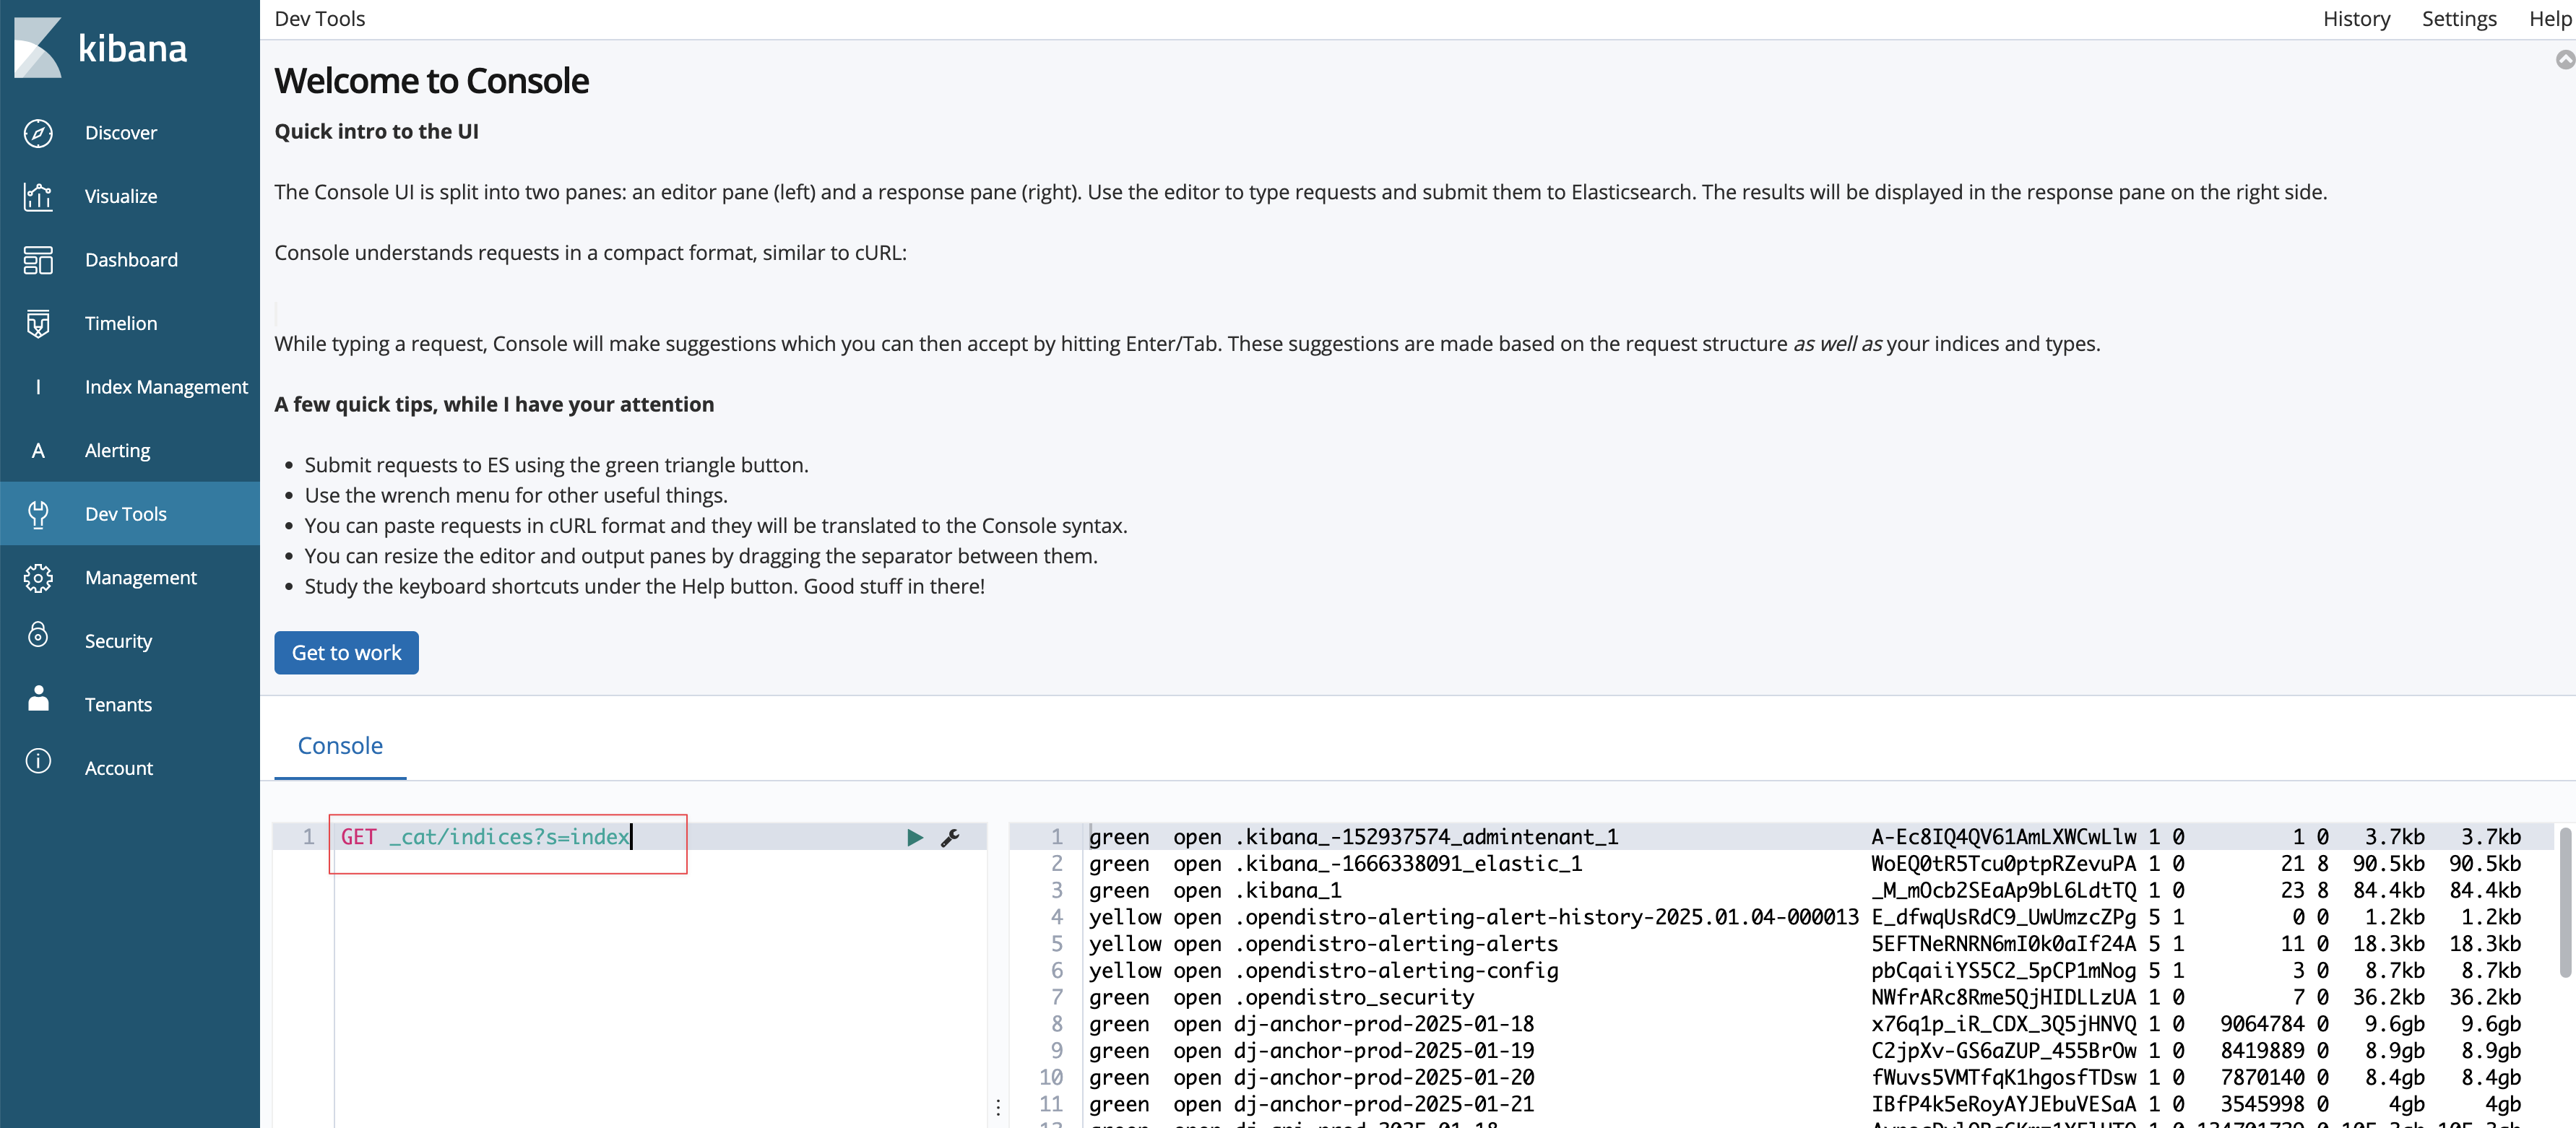 kibana
Discover
Visualize
Dashboard
Timelion
I Index Management
A Alerting
Dev Tools
Management
Security
Tenants
Account
Dev Tools
History Settings Help
Welcome to Console
Quick intro to the UI
The Console UI is split into two panes: an editor pane (left) and a response pane (right). Use the editor to type requests and submit them to Elasticsearch. The results will be displayed in the response pane on the right side.
Console understands requests in a compact format, similar to cURL:
While typing a request, Console will make suggestions which you can then accept by hitting Enter/Tab. These suggestions are made based on the request structure as well as your indices and types.
A few quick tips, while I have your attention
• Submit requests to ES using the green triangle button.
• Use the wrench menu for other useful things.
• You can paste requests in cURL format and they will be translated to the Console syntax.
• You can resize the editor and output panes by dragging the separator between them.
• Study the keyboard shortcuts under the Help button. Good stuff in there!
Get to work
Console
1 GET _cat/indices?s=index
1 green open .kibana_-152937574_admintenant_1 A-Ec8IQ4QV61AmLXWCwLlw 1 0 1 0 3.7kb 3.7kb
2 green open .kibana_-1666338091_elastic_1 WoEQ0tR5Tcu0ptpRZevuPA 1 0 21 8 90.5kb 90.5kb
3 green open .kibana_1 _M_mOcb2SEaAp9bL6LdtTQ 1 0 23 8 84.4kb 84.4kb
4 yellow open .opendistro-alerting-alert-history-2025.01.04-000013 E_dfwqUsRdC9_UwUmzcZPg 5 1 0 0 1.2kb 1.2kb
5 yellow open .opendistro-alerting-alerts 5EFTNeRNRN6mI0k0aIf24A 5 1 11 0 18.3kb 18.3kb
6 yellow open .opendistro-alerting-config pbCqaiiYS5C2_5pCP1mNog 5 1 3 0 8.7kb 8.7kb
7 green open .opendistro_security NWfrARc8Rme5QjHIDLLzUA 1 0 7 0 36.2kb 36.2kb
8 green open dj-anchor-prod-2025-01-18 x76q1p_iR_CDX_3Q5jHNVQ 1 0 9064784 0 9.6gb 9.6gb
9 green open dj-anchor-prod-2025-01-19 C2jpXv-GS6aZUP_455BrOw 1 0 8419889 0 8.9gb 8.9gb
10 green open dj-anchor-prod-2025-01-20 fWuvs5VMTfqK1hgosfTDsw 1 0 7870140 0 8.4gb 8.4gb
11 green open dj-anchor-prod-2025-01-21 IBfP4k5eRoyAYJEbuVESaA 1 0 3545998 0 4gb 4gb